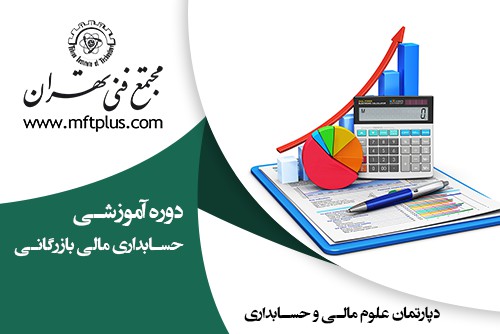 مجتمع فنی تهران
www.mftplus.com
دوره آموزشی
حسابداری مالی بازرگانی
دپارتمان علوم مالی و حسابداری